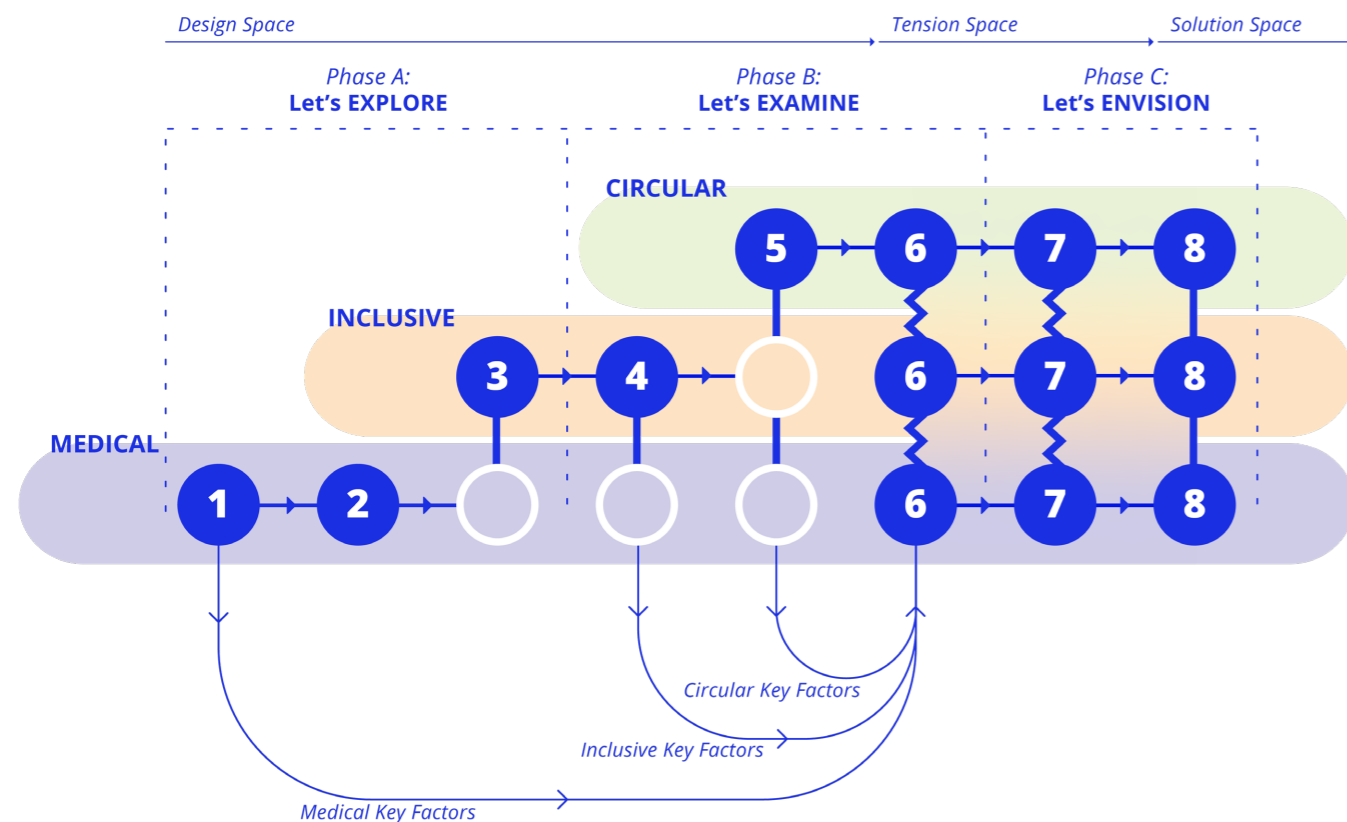 Design Space
Tension Space
Solution Space
Phase A:
Let's EXPLORE
Phase B:
Let's EXAMINE
Phase C:
Let's ENVISION
CIRCULAR
5
6
7
8
INCLUSIVE
3
4
6
7
8
MEDICAL
1
2
6
7
8
Circular Key Factors
Inclusive Key Factors
Medical Key Factors